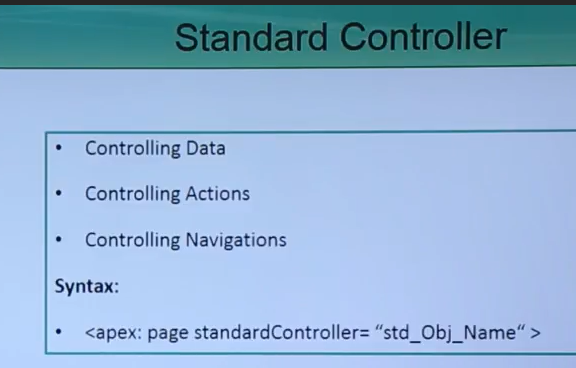 Standard Controller
• Controlling Data
• Controlling Actions
• Controlling Navigations
Syntax:
• <apex: page standardController= “std_Obj_Name“ >